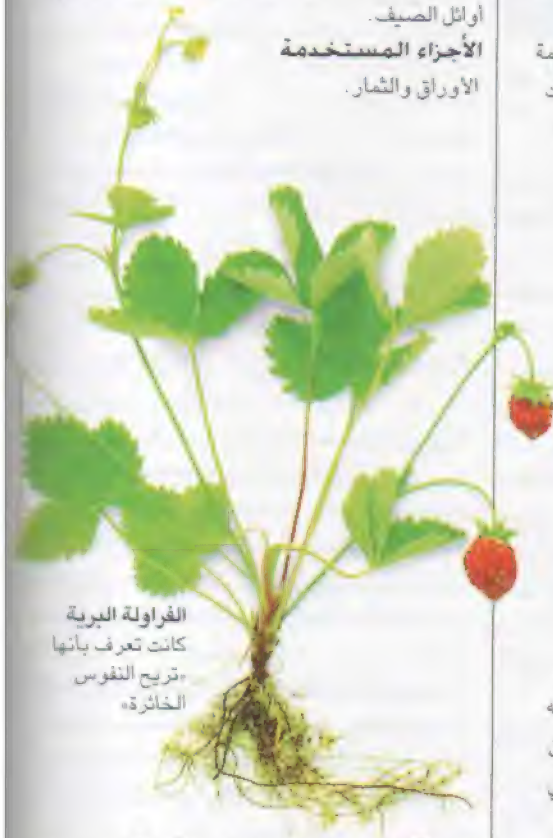 أوائل الصيف.
الأجزاء المستخدمة
الأوراق والثمار.
الفراولة البرية
كانت تعرف بأنها
«تريح النفوس
الخائرة»